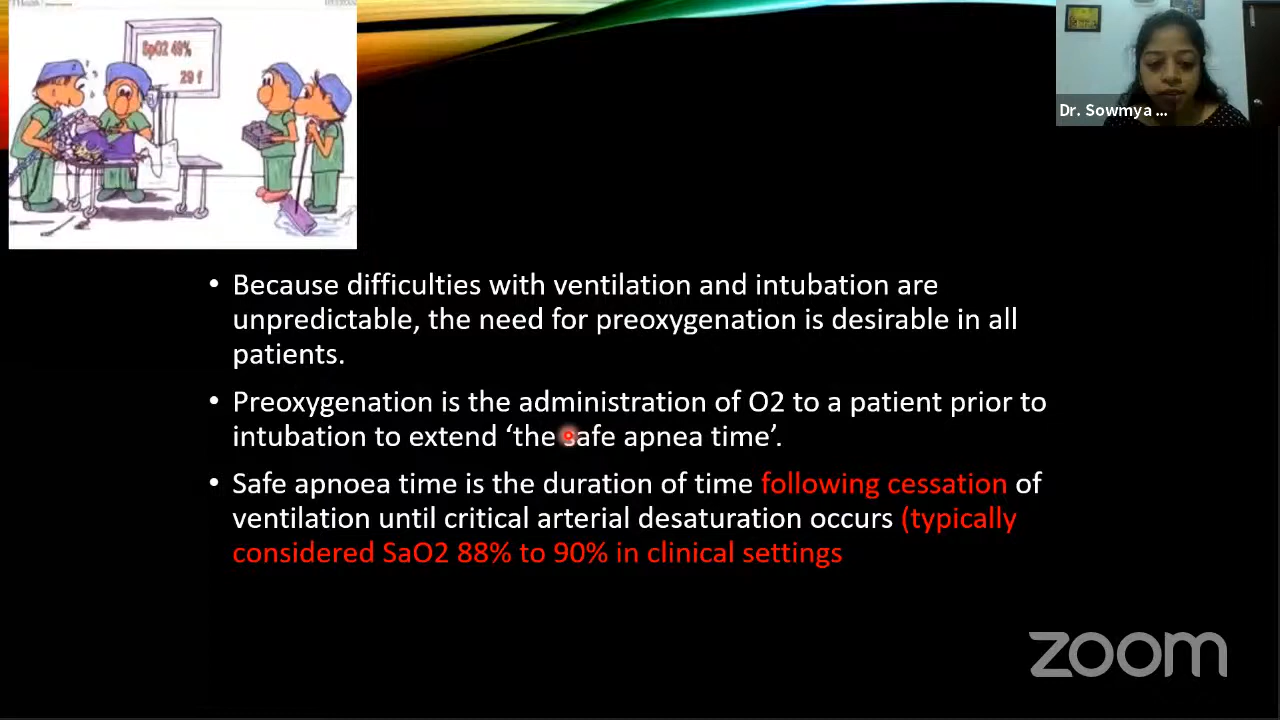 SpO2 49%
29 f
Dr. Sowmya ...
• Because difficulties with ventilation and intubation are
unpredictable, the need for preoxygenation is desirable in all
patients.
• Preoxygenation is the administration of O2 to a patient prior to
intubation to extend ‘the safe apnea time’.
• Safe apnoea time is the duration of time following cessation of
ventilation until critical arterial desaturation occurs (typically
considered SaO2 88% to 90% in clinical settings
zoom